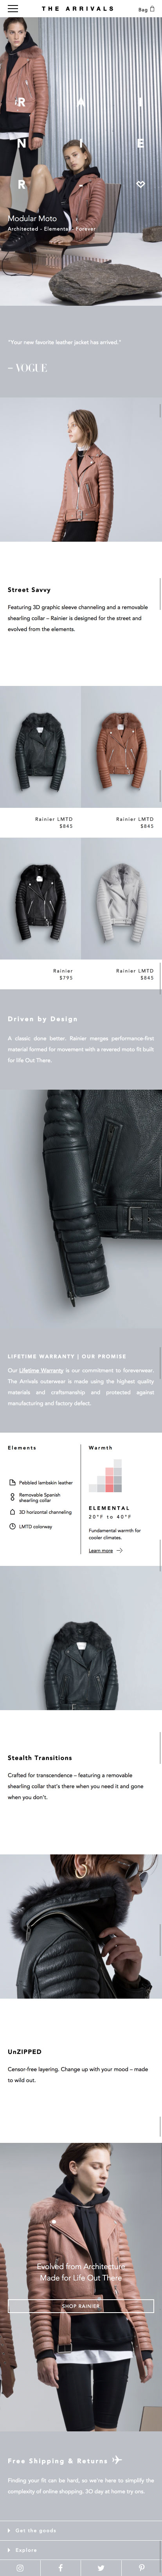 THE ARRIVALS
Bag
R A I
N I E
R -
Modular Moto
Architected - Elemental - Forever
"Your new favorite leather jacket has arrived."
– VOGUE
Street Savvy
Featuring 3D graphic sleeve channeling and a removable
shearling collar – Rainier is designed for the street and
evolved from the elements.
Rainier LMTD
$845
Rainier LMTD
$845
Rainier
$795
Rainier LMTD
$845
Driven by Design
A classic done better. Rainier merges performance-first
material formed for movement with a revered moto fit built
for life Out There.
LIFETIME WARRANTY | OUR PROMISE
Our Lifetime Warranty is our commitment to foreverwear.
The Arrivals outerwear is made using the highest quality
materials and craftsmanship and protected against
manufacturing and factory defect.
Elements
Pebbled lambskin leather
Removable Spanish
shearling collar
3D horizontal channeling
LMTD colorway
Warmth
ELEMENTAL
20°F to 40°F
Fundamental warmth for
cooler climates.
Learn more
Stealth Transitions
Crafted for transcendence – featuring a removable
shearling collar that's there when you need it and gone
when you don't.
UnZIPPED
Censor-free layering. Change up with your mood – made
to wild out.
Evolved from Architecture
Made for Life Out There
SHOP RAINIER
Free Shipping & Returns
Finding your fit can be hard, so we're here to simplify the
complexity of online shopping. 30 day at home try ons.
Get the goods
Explore